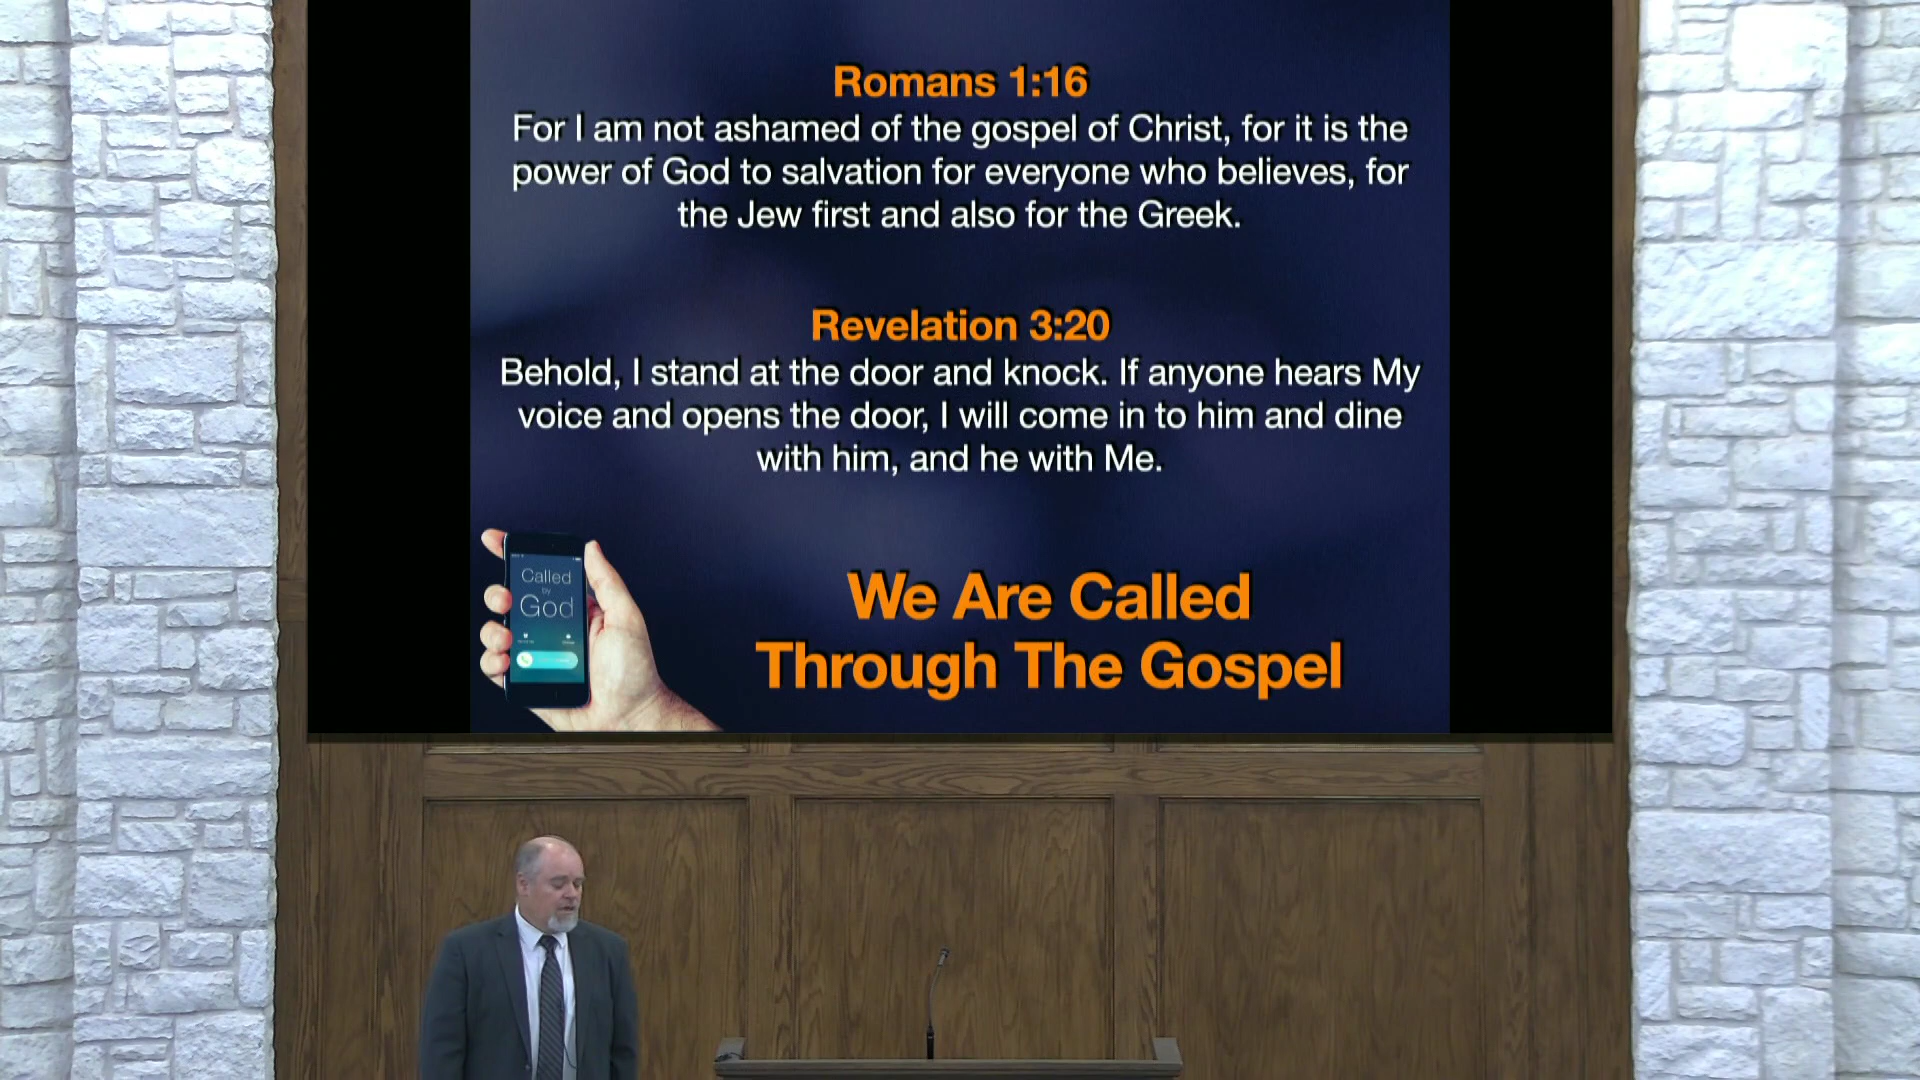 Romans 1:16
For I am not ashamed of the gospel of Christ, for it is the
power of God to salvation for everyone who believes, for
the Jew first and also for the Greek.
Revelation 3:20
Behold, I stand at the door and knock. If anyone hears My
voice and opens the door, I will come in to him and dine
with him, and he with Me.
Called
by
God
We Are Called
Through The Gospel